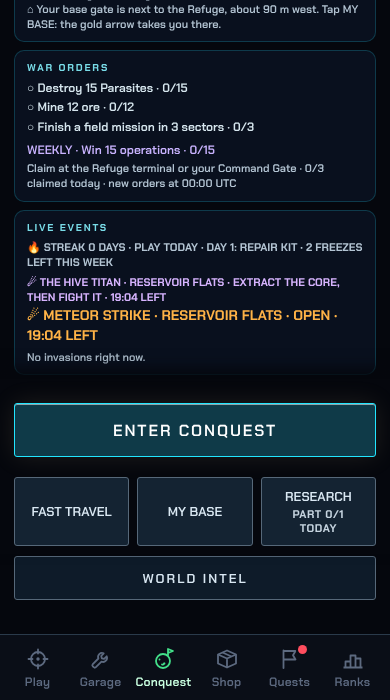 ⌂ Your base gate is next to the Refuge, about 90 m west. Tap MY
BASE: the gold arrow takes you there.
WAR ORDERS
○ Destroy 15 Parasites · 0/15
○ Mine 12 ore · 0/12
○ Finish a field mission in 3 sectors · 0/3
WEEKLY · Win 15 operations · 0/15
Claim at the Refuge terminal or your Command Gate · 0/3
claimed today · new orders at 00:00 UTC
LIVE EVENTS
🔥 STREAK 0 DAYS · PLAY TODAY · DAY 1: REPAIR KIT · 2 FREEZES
LEFT THIS WEEK
☄ THE HIVE TITAN · RESERVOIR FLATS · EXTRACT THE CORE,
THEN FIGHT IT · 19:04 LEFT
☄ METEOR STRIKE · RESERVOIR FLATS · OPEN ·
19:04 LEFT
No invasions right now.
ENTER CONQUEST
FAST TRAVEL
MY BASE
RESEARCH
PART 0/1
TODAY
WORLD INTEL
Play
Garage
Conquest
Shop
Quests
Ranks